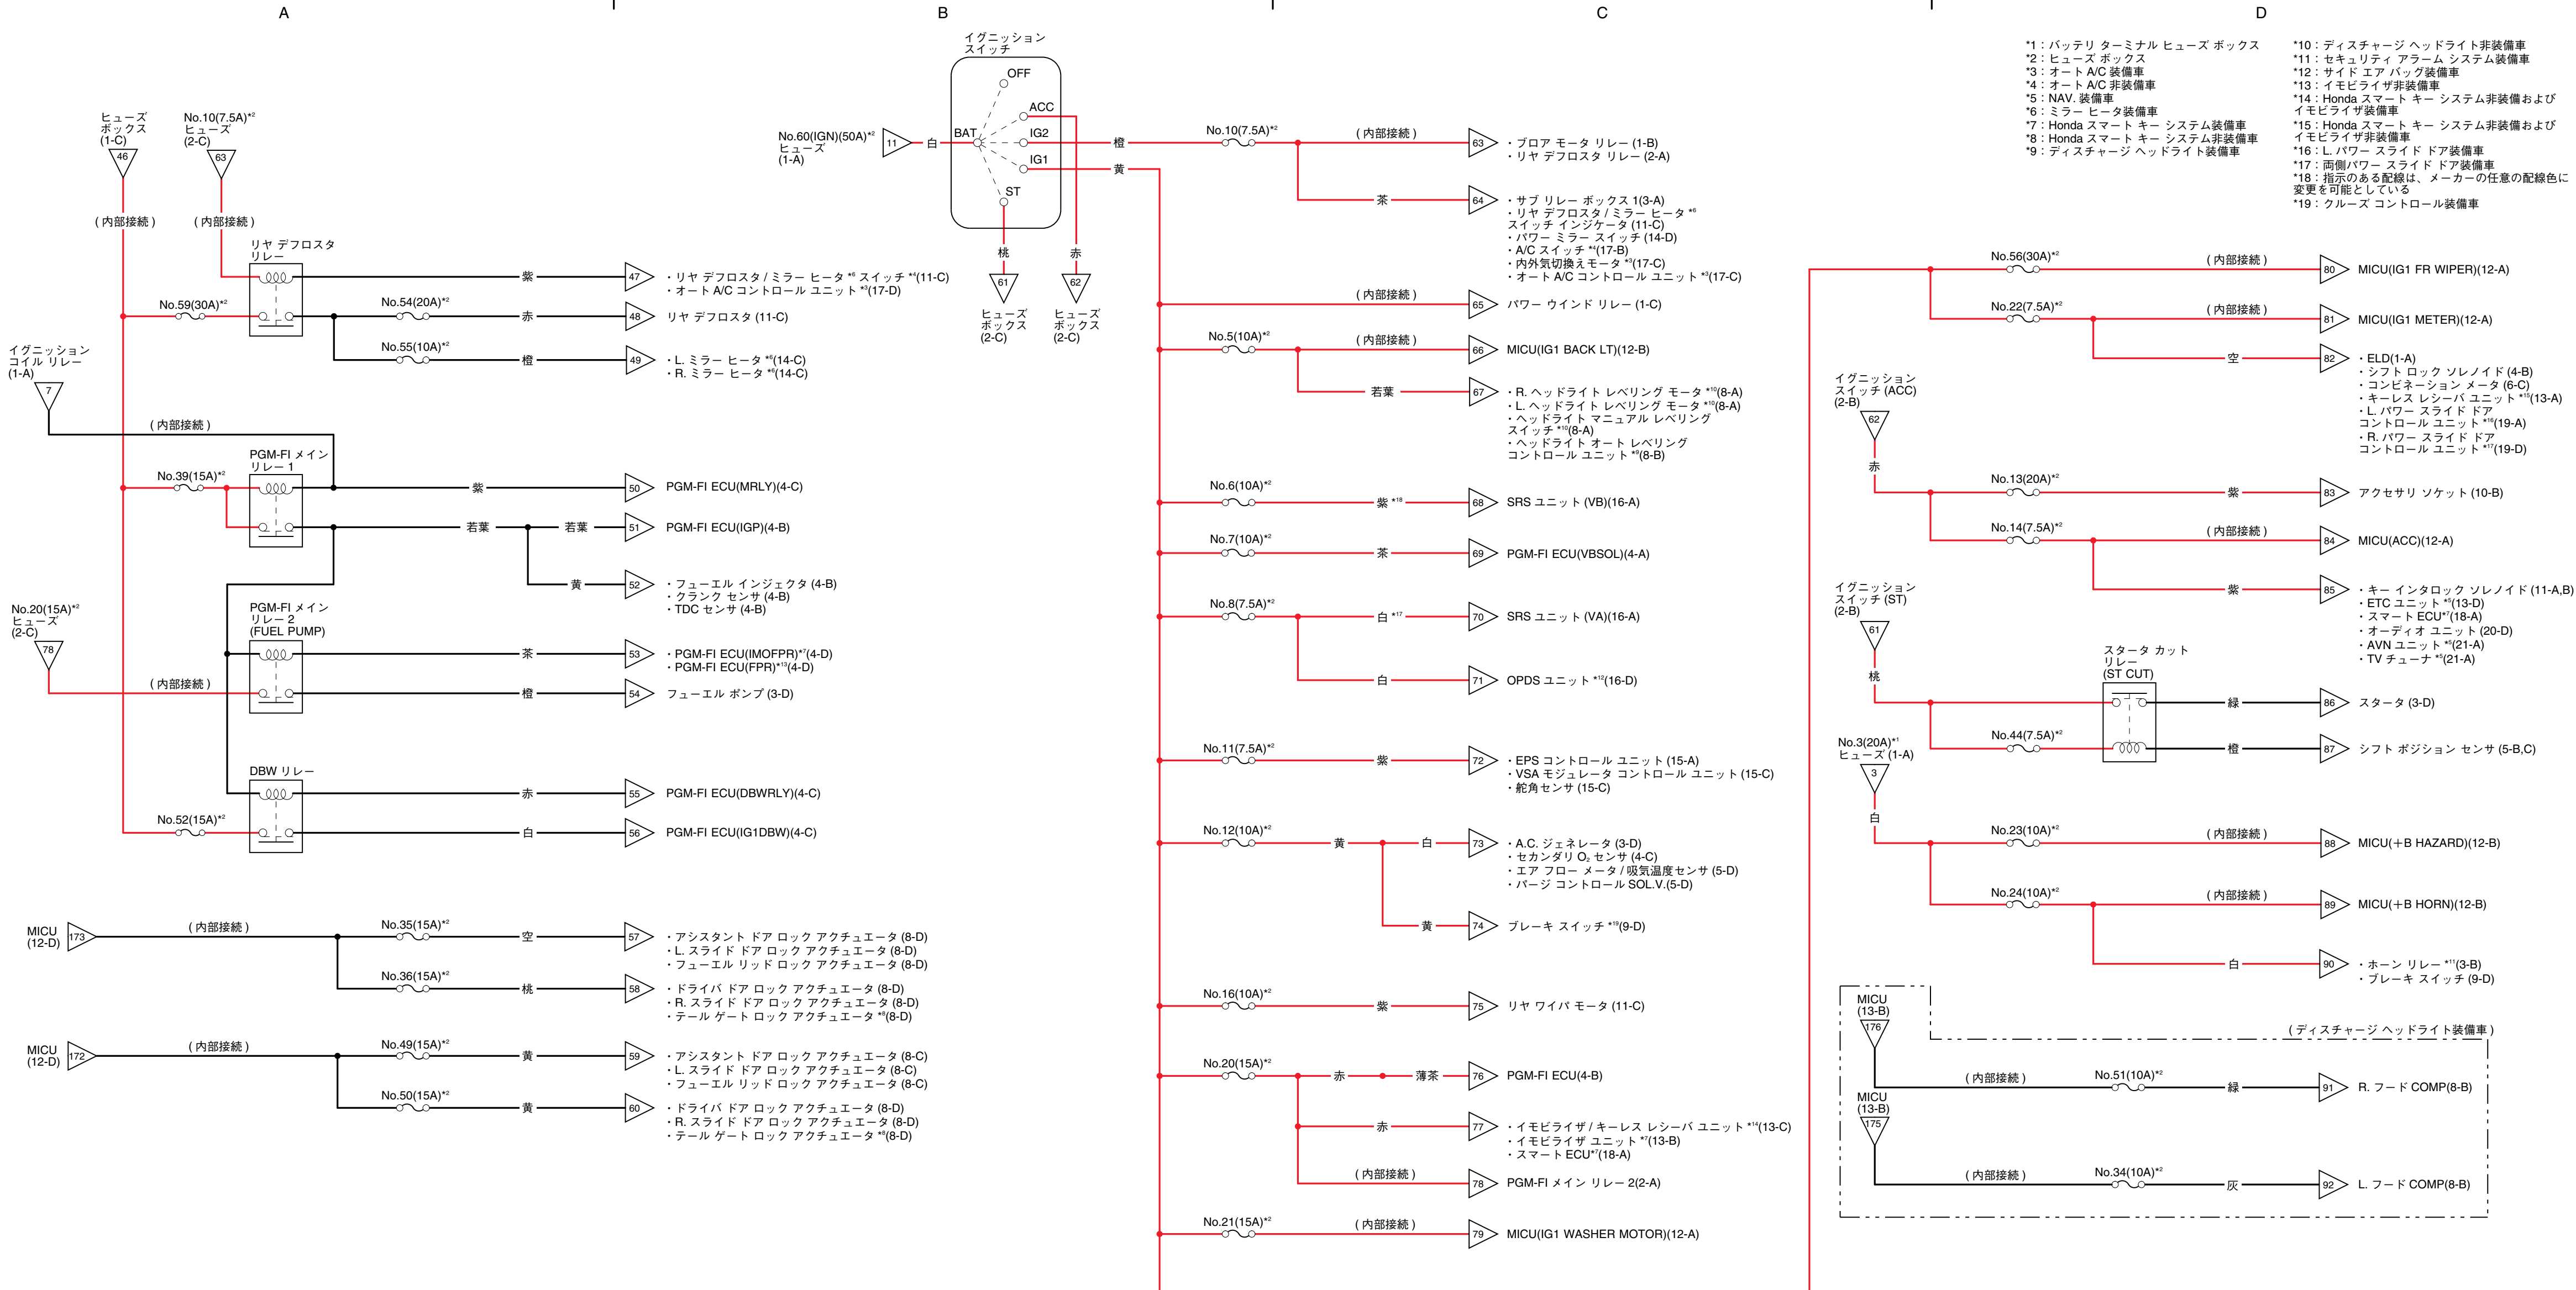 A
B
C
D
*1：バッテリ ターミナル ヒューズ ボックス
*2：ヒューズ ボックス
*3：オート A/C 装備車
*4：オート A/C 非装備車
*5：NAV. 装備車
*6：ミラー ヒータ装備車
*7：Honda スマート キー システム装備車
*8：Honda スマート キー システム非装備車
*9：ディスチャージ ヘッドライト装備車
*10：ディスチャージ ヘッドライト非装備車
*11：セキュリティ アラーム システム装備車
*12：サイド エア バッグ装備車
*13：イモビライザ非装備車
*14：Honda スマート キー システム非装備および
イモビライザ装備車
*15：Honda スマート キー システム非装備および
イモビライザ非装備車
*16：L. パワー スライド ドア装備車
*17：両側パワー スライド ドア装備車
*18：指示のある配線は、メーカーの任意の配線色に
変更を可能としている
*19：クルーズ コントロール装備車
ヒューズ
ボックス
(1-C)
46
( 内部接続 )
No.10(7.5A)*2
ヒューズ
(2-C)
63
( 内部接続 )
リヤ デフロスタ
リレー
紫
47
・リヤ デフロスタ / ミラー ヒータ *6 スイッチ *4(11-C)
・オート A/C コントロール ユニット *3(17-D)
No.59(30A)*2
No.54(20A)*2
赤
48
リヤ デフロスタ (11-C)
No.55(10A)*2
橙
49
・L. ミラー ヒータ *6(14-C)
・R. ミラー ヒータ *6(14-C)
イグニッション
コイル リレー
(1-A)
7
( 内部接続 )
PGM-FI メイン
リレー 1
No.39(15A)*2
紫
50
PGM-FI ECU(MRLY)(4-C)
若葉
若葉
51
PGM-FI ECU(IGP)(4-B)
黄
52
・フューエル インジェクタ (4-B)
・クランク センサ (4-B)
・TDC センサ (4-B)
No.20(15A)*2
ヒューズ
(2-C)
78
( 内部接続 )
PGM-FI メイン
リレー 2
(FUEL PUMP)
茶
53
・PGM-FI ECU(IMOFPR)*7(4-D)
・PGM-FI ECU(FPR)*13(4-D)
橙
54
フューエル ポンプ (3-D)
DBW リレー
赤
55
PGM-FI ECU(DBWRLY)(4-C)
No.52(15A)*2
白
56
PGM-FI ECU(IG1DBW)(4-C)
MICU
(12-D)
173
( 内部接続 )
No.35(15A)*2
空
57
・アシスタント ドア ロック アクチュエータ (8-D)
・L. スライド ドア ロック アクチュエータ (8-D)
・フューエル リッド ロック アクチュエータ (8-D)
No.36(15A)*2
桃
58
・ドライバ ドア ロック アクチュエータ (8-D)
・R. スライド ドア ロック アクチュエータ (8-D)
・テール ゲート ロック アクチュエータ *8(8-D)
MICU
(12-D)
172
( 内部接続 )
No.49(15A)*2
黄
59
・アシスタント ドア ロック アクチュエータ (8-C)
・L. スライド ドア ロック アクチュエータ (8-C)
・フューエル リッド ロック アクチュエータ (8-C)
No.50(15A)*2
黄
60
・ドライバ ドア ロック アクチュエータ (8-D)
・R. スライド ドア ロック アクチュエータ (8-D)
・テール ゲート ロック アクチュエータ *8(8-D)
イグニッション
スイッチ
No.60(IGN)(50A)*2
ヒューズ
(1-A)
11
白
BAT
OFF
ACC
IG2
IG1
ST
桃
61
ヒューズ
ボックス
(2-C)
赤
62
ヒューズ
ボックス
(2-C)
橙
黄
No.10(7.5A)*2
( 内部接続 )
63
・ブロア モータ リレー (1-B)
・リヤ デフロスタ リレー (2-A)
茶
64
・サブ リレー ボックス 1(3-A)
・リヤ デフロスタ / ミラー ヒータ *6
スイッチ インジケータ (11-C)
・パワー ミラー スイッチ (14-D)
・A/C スイッチ *4(17-B)
・内外気切換えモータ *3(17-C)
・オート A/C コントロール ユニット *3(17-C)
( 内部接続 )
65
パワー ウインド リレー (1-C)
No.5(10A)*2
( 内部接続 )
66
MICU(IG1 BACK LT)(12-B)
若葉
67
・R. ヘッドライト レベリング モータ *10(8-A)
・L. ヘッドライト レベリング モータ *10(8-A)
・ヘッドライト マニュアル レベリング
スイッチ *10(8-A)
・ヘッドライト オート レベリング
コントロール ユニット *9(8-B)
No.6(10A)*2
紫 *18
68
SRS ユニット (VB)(16-A)
No.7(10A)*2
茶
69
PGM-FI ECU(VBSOL)(4-A)
No.8(7.5A)*2
白 *17
70
SRS ユニット (VA)(16-A)
白
71
OPDS ユニット *12(16-D)
No.11(7.5A)*2
紫
72
・EPS コントロール ユニット (15-A)
・VSA モジュレータ コントロール ユニット (15-C)
・舵角センサ (15-C)
No.12(10A)*2
黄
白
73
・A.C. ジェネレータ (3-D)
・セカンダリ O2 センサ (4-C)
・エア フロー メータ / 吸気温度センサ (5-D)
・パージ コントロール SOL.V.(5-D)
黄
74
ブレーキ スイッチ *19(9-D)
No.16(10A)*2
紫
75
リヤ ワイパ モータ (11-C)
No.20(15A)*2
赤
薄茶
76
PGM-FI ECU(4-B)
赤
77
・イモビライザ / キーレス レシーバ ユニット *14(13-C)
・イモビライザ ユニット *7(13-B)
・スマート ECU*7(18-A)
( 内部接続 )
78
PGM-FI メイン リレー 2(2-A)
No.21(15A)*2
( 内部接続 )
79
MICU(IG1 WASHER MOTOR)(12-A)
No.56(30A)*2
( 内部接続 )
80
MICU(IG1 FR WIPER)(12-A)
No.22(7.5A)*2
( 内部接続 )
81
MICU(IG1 METER)(12-A)
空
82
・ELD(1-A)
・シフト ロック ソレノイド (4-B)
・コンビネーション メータ (6-C)
・キーレス レシーバ ユニット *15(13-A)
・L. パワー スライド ドア
コントロール ユニット *16(19-A)
・R. パワー スライド ドア
コントロール ユニット *17(19-D)
イグニッション
スイッチ (ACC)
(2-B)
62
赤
No.13(20A)*2
紫
83
アクセサリ ソケット (10-B)
No.14(7.5A)*2
( 内部接続 )
84
MICU(ACC)(12-A)
紫
85
・キー インタロック ソレノイド (11-A,B)
・ETC ユニット *5(13-D)
・スマート ECU*7(18-A)
・オーディオ ユニット (20-D)
・AVN ユニット *5(21-A)
・TV チューナ *5(21-A)
イグニッション
スイッチ (ST)
(2-B)
61
桃
スタータ カット
リレー
(ST CUT)
緑
86
スタータ (3-D)
No.44(7.5A)*2
橙
87
シフト ポジション センサ (5-B,C)
No.3(20A)*1
ヒューズ (1-A)
3
白
No.23(10A)*2
( 内部接続 )
88
MICU(＋B HAZARD)(12-B)
No.24(10A)*2
( 内部接続 )
89
MICU(＋B HORN)(12-B)
白
90
・ホーン リレー *11(3-B)
・ブレーキ スイッチ (9-D)
( ディスチャージ ヘッドライト装備車 )
MICU
(13-B)
176
( 内部接続 )
No.51(10A)*2
緑
91
R. フード COMP(8-B)
MICU
(13-B)
175
( 内部接続 )
No.34(10A)*2
灰
92
L. フード COMP(8-B)